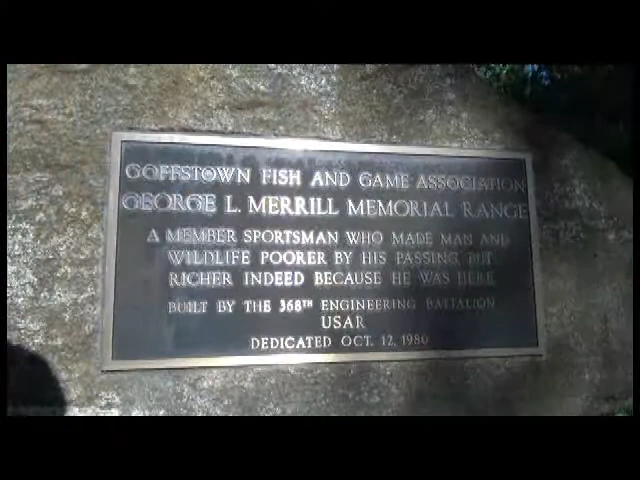 GOFFSTOWN FISH AND GAME ASSOCIATION
GEORGE L. MERRILL MEMORIAL RANGE
A MEMBER SPORTSMAN WHO MADE MAN AND
WILDLIFE POORER BY HIS PASSING, BUT
RICHER INDEED BECAUSE HE WAS HERE
BUILT BY THE 368TH ENGINEERING BATTALION
USAR
DEDICATED OCT. 12, 1980